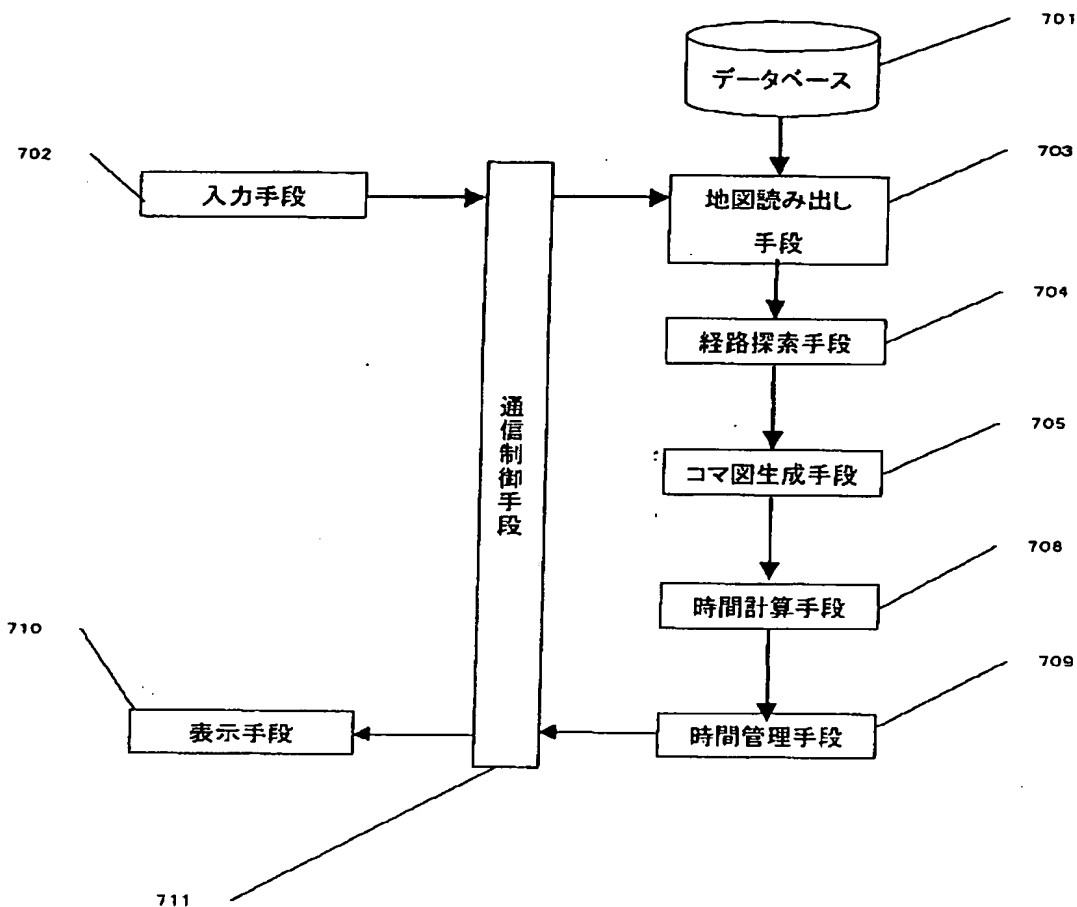 701
データベース
702
入力手段
703
地図読み出し
手段
704
経路探索手段
通信制御手段
705
コマ図生成手段
708
時間計算手段
710
709
表示手段
時間管理手段
711